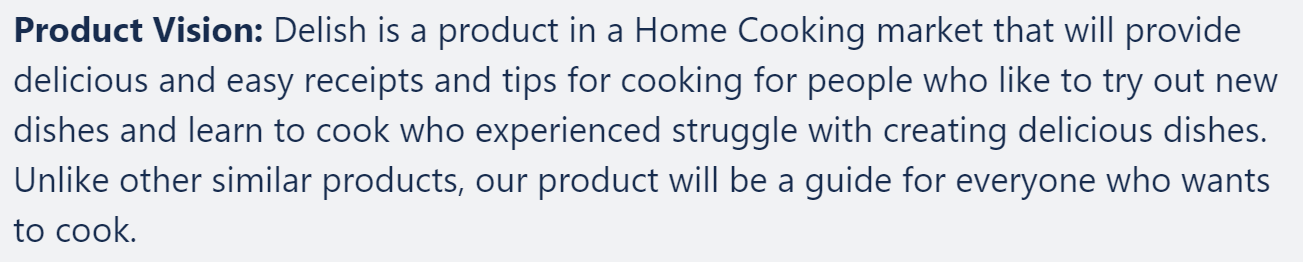 Product Vision: Delish is a product in a Home Cooking market that will provide
delicious and easy receipts and tips for cooking for people who like to try out new
dishes and learn to cook who experienced struggle with creating delicious dishes.
Unlike other similar products, our product will be a guide for everyone who wants
to cook.